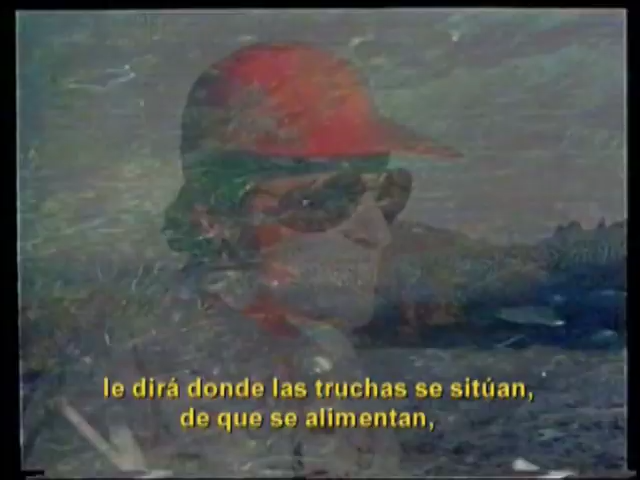 le dirá donde las truchas se sitúan,
de que se alimentan,